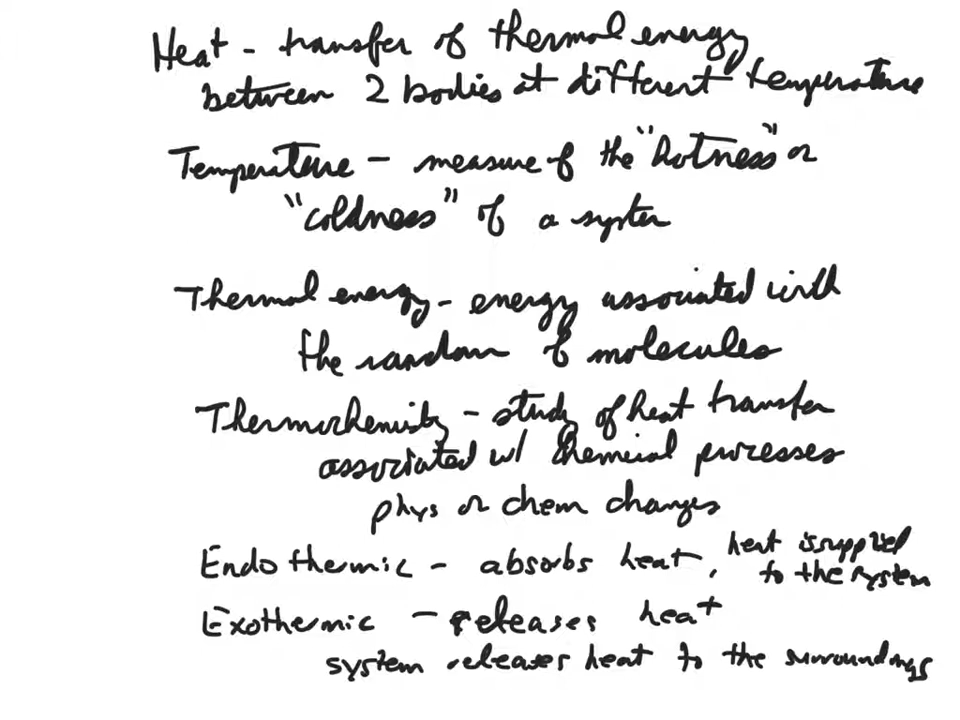 Heat - transfer of thermal energy
between 2 bodies at different temperature
Temperature - measure of the "hotness" or
"coldness" of a system
Thermal energy - energy associated with
the random of molecules
Thermochemistry - study of heat transfer
associated w/ chemical processes
phys or chem changes
Endothermic - absorbs heat, heat is supplied
to the system
Exothermic - releases heat
system releases heat to the surroundings